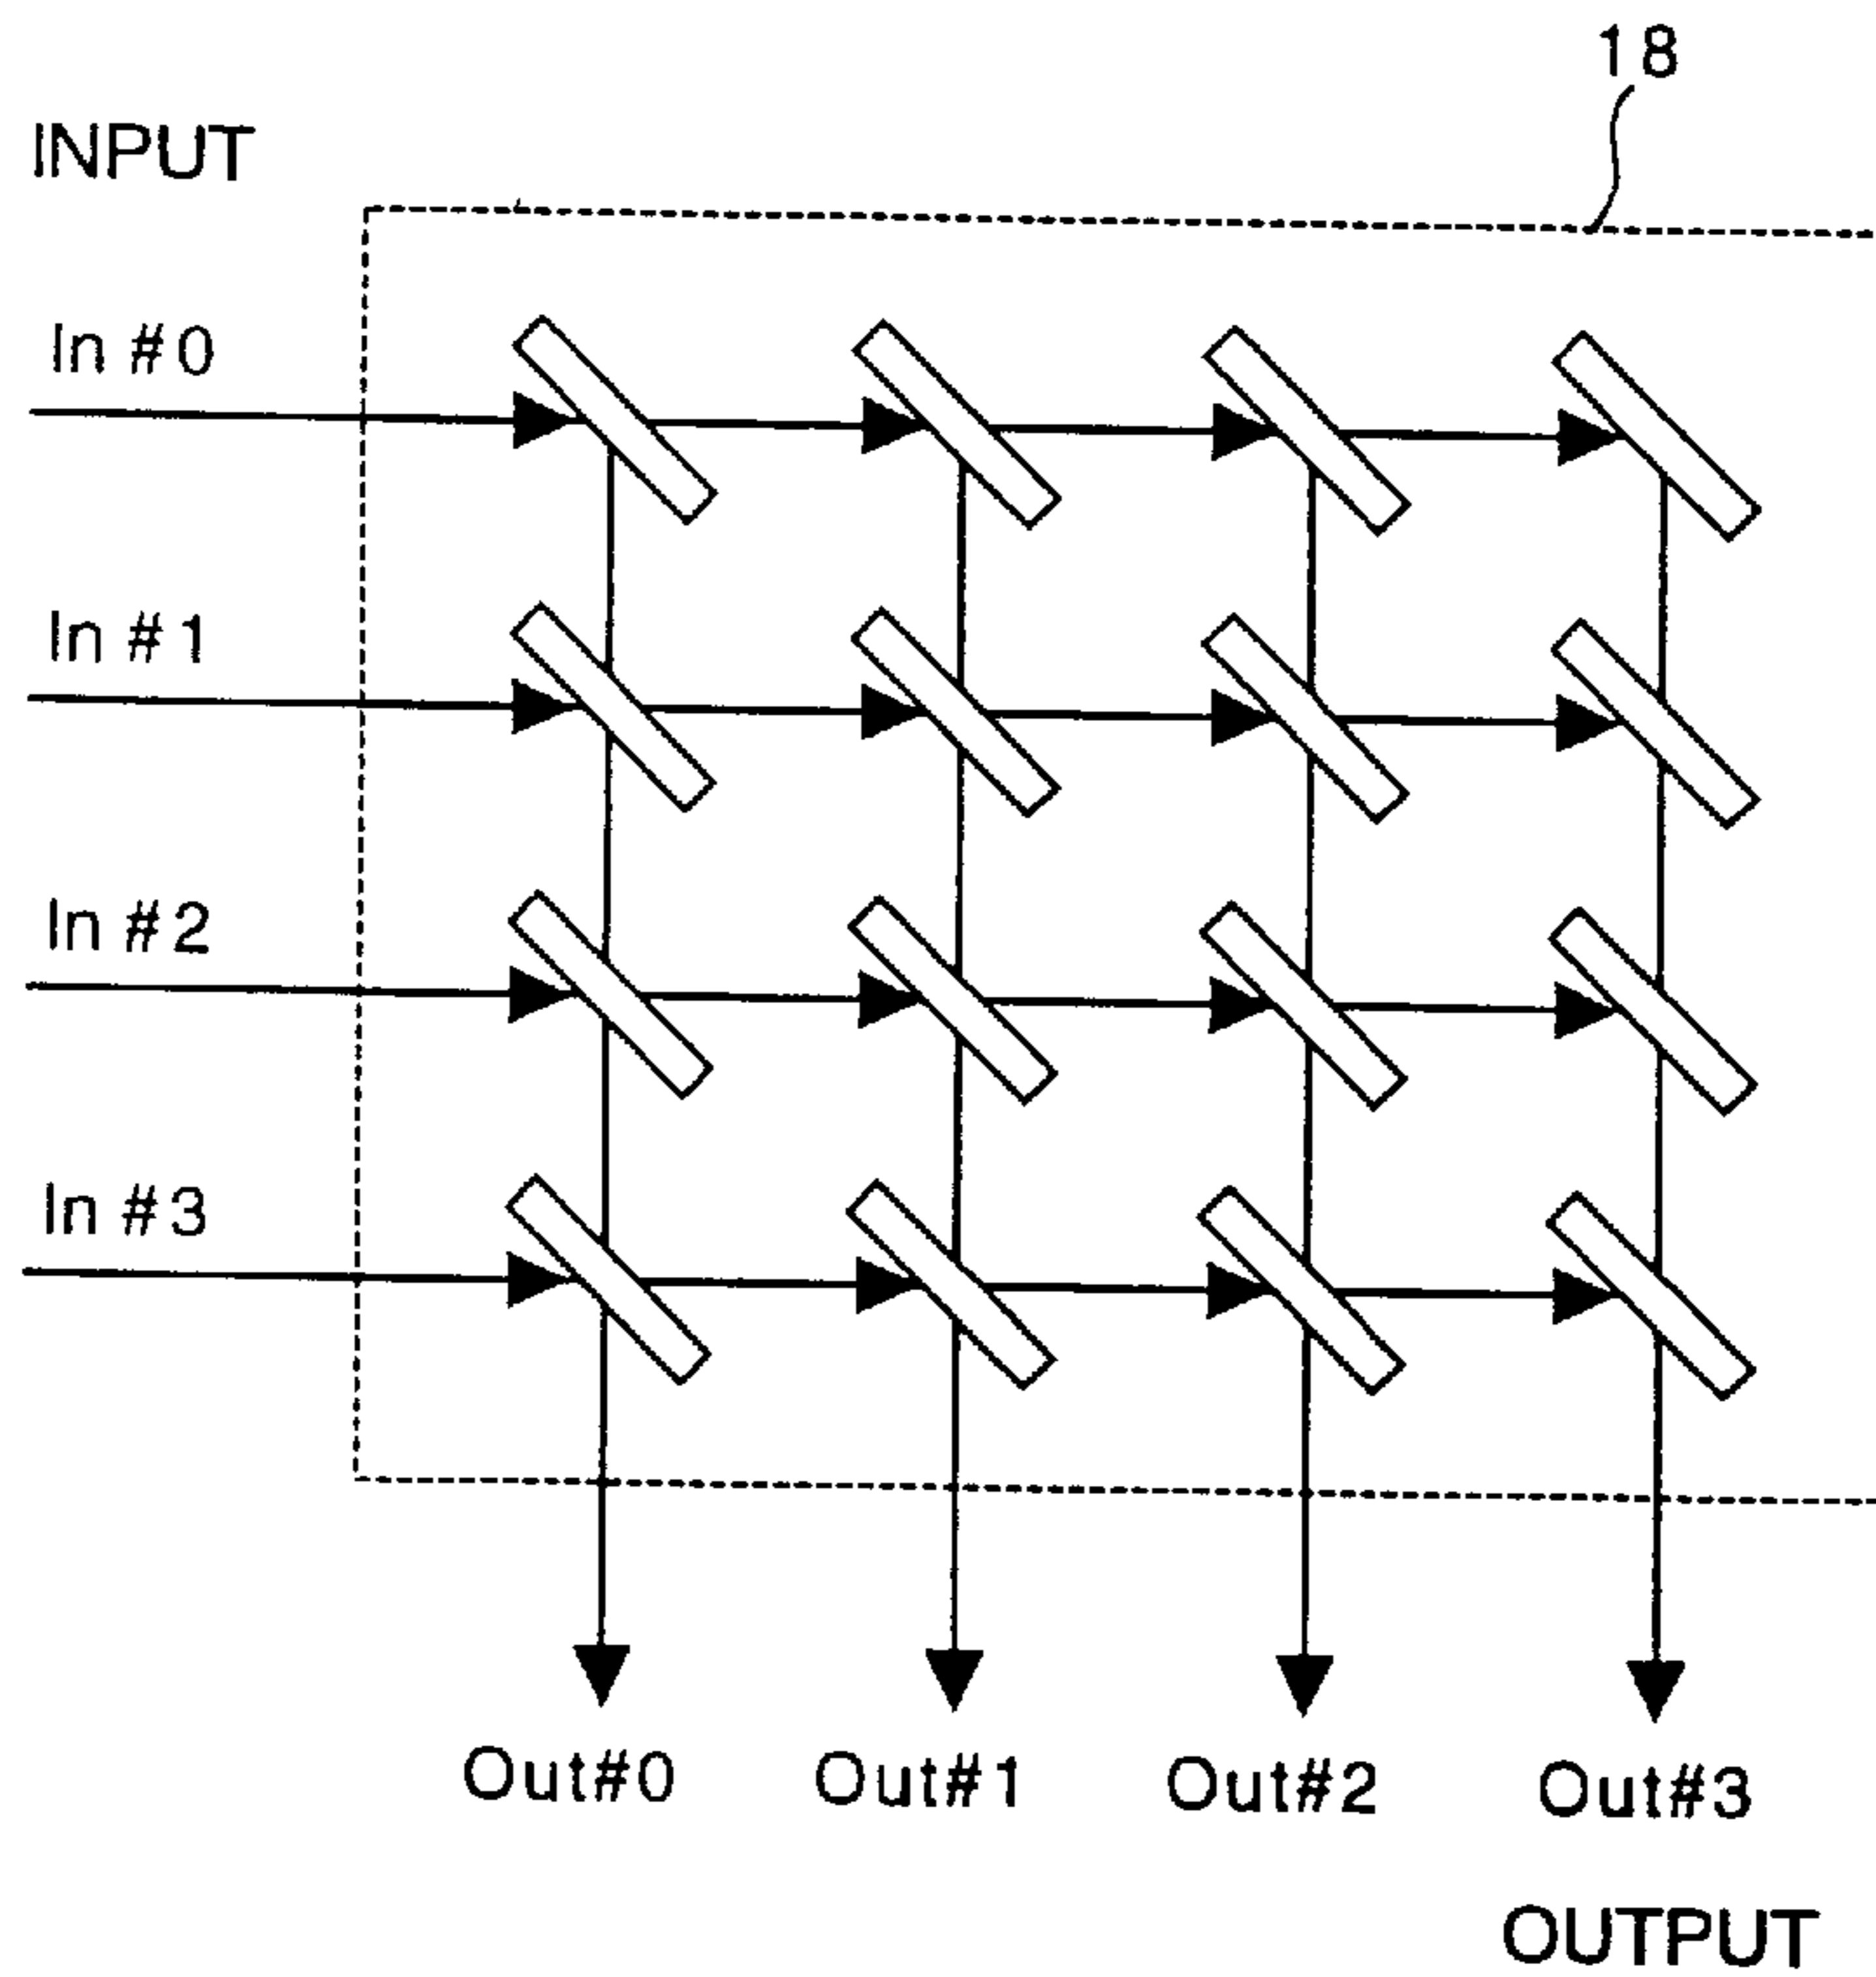 18
INPUT
In #0
In #1
In #2
In #3
Out#0 Out#1 Out#2 Out#3
OUTPUT